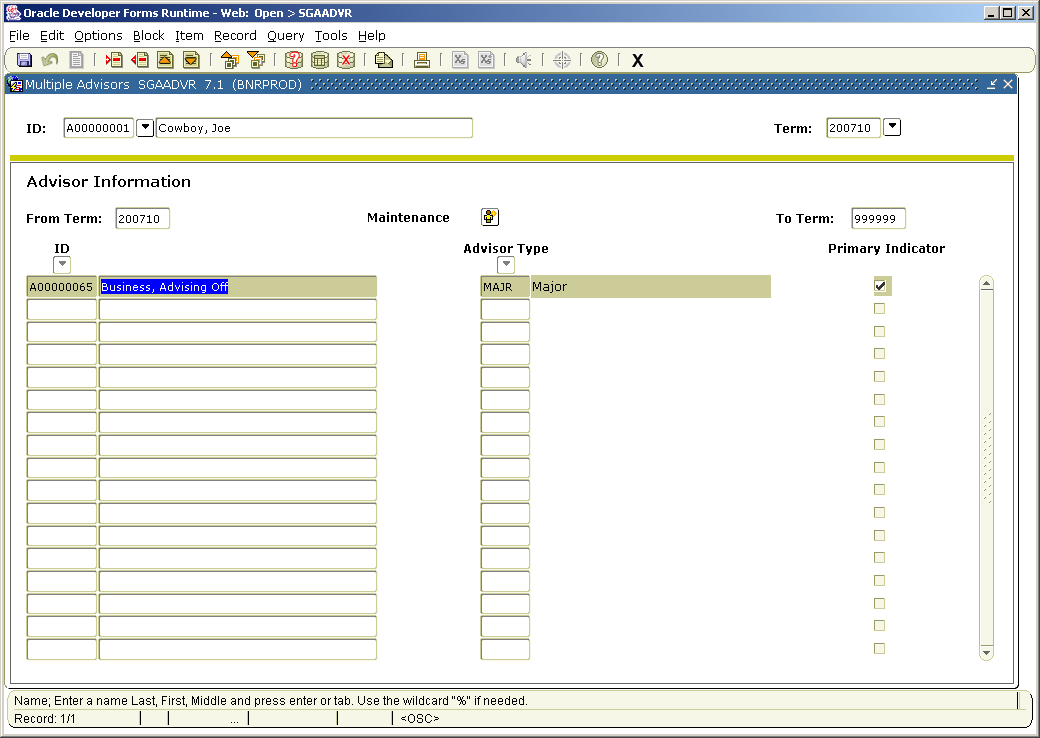 Oracle Developer Forms Runtime - Web: Open > SGAADVR
File Edit Options Block Item Record Query Tools Help
Multiple Advisors SGAADVR 7.1 (BNRPROD)
ID: A00000001 Cowboy, Joe Term: 200710
Advisor Information
From Term: 200710 Maintenance To Term: 999999
ID Advisor Type Primary Indicator
A00000065 Business, Advising Off MAJR Major
Name; Enter a name Last, First, Middle and press enter or tab. Use the wildcard "%" if needed.
Record: 1/1 ... <OSC>